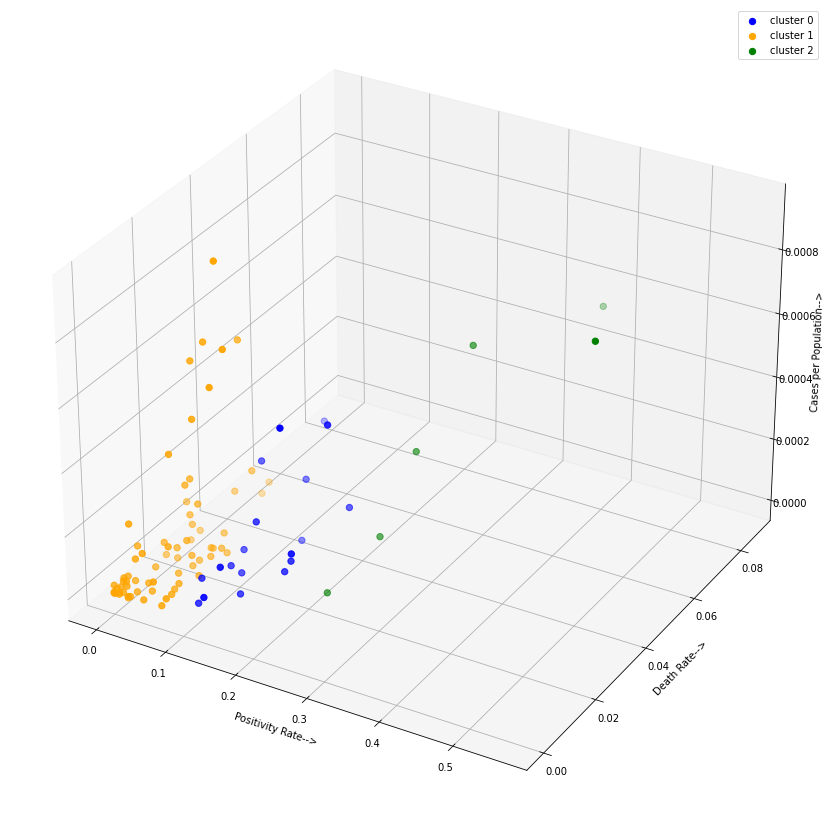 cluster 0
cluster 1
cluster 2
0.0008
0.0006
0.0004
0.0002
0.0000
Cases per Population-->
0.08
0.06
0.04
0.02
0.00
Death Rate-->
0.0
0.1
0.2
0.3
0.4
0.5
Positivity Rate-->